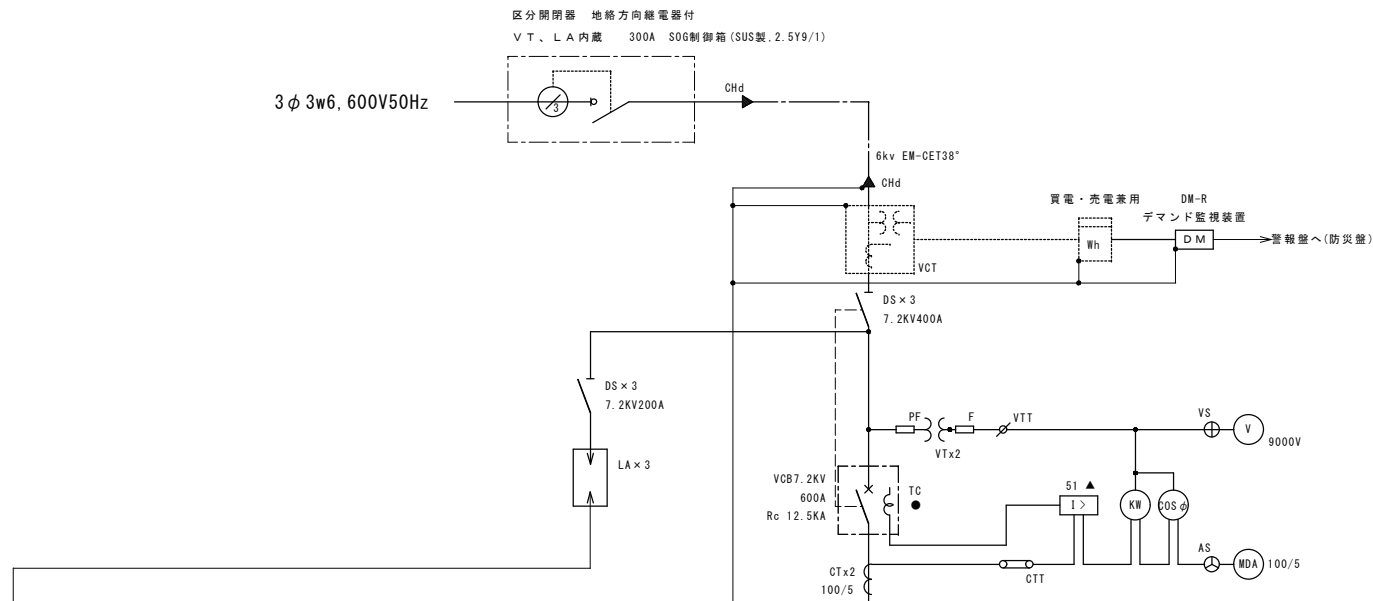 区分開閉器 地絡方向継電器付
VT、LA内蔵 300A SOG制御箱(SUS製,2.5Y9/1)
3
3φ3w6,600V50Hz
CHd
6kv EM-CET38°
CHd
買電・売電兼用
DM-R
デマンド監視装置
Wh
DM
警報盤へ(防災盤)
VCT
DS×3
7.2KV400A
DS×3
7.2KV200A
PF
F
VTT
VS
V
9000V
VTx2
LA×3
VCB7.2KV
600A
Rc 12.5KA
TC
51 ▲
I>
KW
COSφ
CTx2
100/5
CTT
AS
MDA
100/5